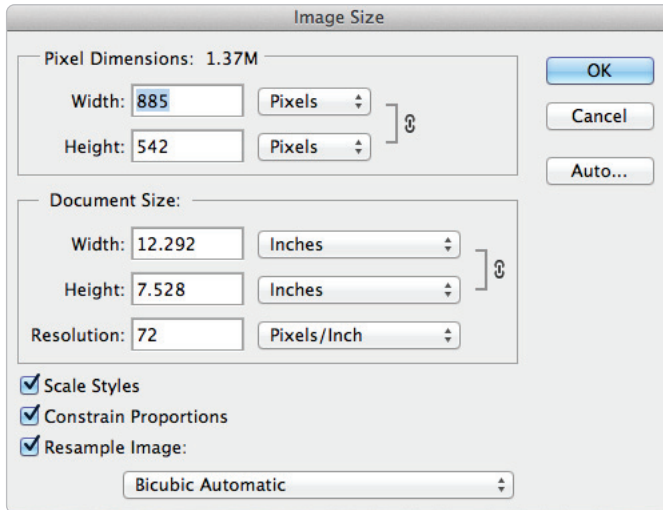 Image Size
Pixel Dimensions: 1.37M
Width: 885 Pixels
Height: 542 Pixels
OK
Cancel
Auto...
Document Size:
Width: 12.292 Inches
Height: 7.528 Inches
Resolution: 72 Pixels/Inch
Scale Styles
Constrain Proportions
Resample Image:
Bicubic Automatic